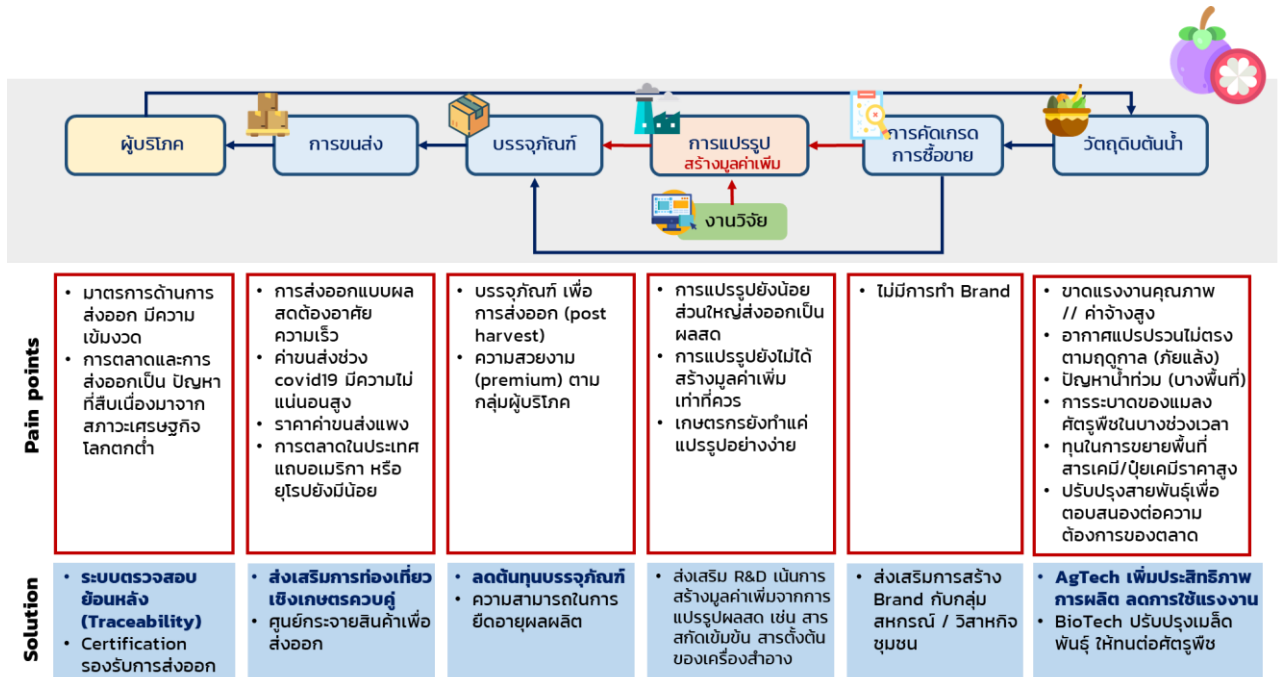 ผู้บริโภค
การขนส่ง
บรรจุภัณฑ์
การแปรรูป
สร้างมูลค่าเพิ่ม
การคัดเกรด
การซื้อขาย
วัตถุดิบต้นน้ำ
งานวิจัย
Pain points
• มาตรการด้านการ
ส่งออก มีความ
เข้มงวด
• การตลาดและการ
ส่งออกเป็น ปัญหา
ที่สืบเนื่องมาจาก
สภาวะเศรษฐกิจ
โลกตกต่ำ
• การส่งออกแบบผล
สดต้องอาศัย
ความเร็ว
• ค่าขนส่งช่วง
covid19 มีความไม่
แน่นอนสูง
• ราคาค่าขนส่งแพง
• การตลาดในประเทศ
แถบอเมริกา หรือ
ยุโรปยังมีน้อย
• บรรจุภัณฑ์ เพื่อ
การส่งออก (post
harvest)
• ความสวยงาม
(premium) ตาม
กลุ่มผู้บริโภค
• การแปรรูปยังน้อย
ส่วนใหญ่ส่งออกเป็น
ผลสด
• การแปรรูปยังไม่ได้
สร้างมูลค่าเพิ่ม
เท่าที่ควร
• เกษตรกรยังทำแค่
แปรรูปอย่างง่าย
• ไม่มีการทำ Brand
• ขาดแรงงานคุณภาพ
// ค่าจ้างสูง
• อากาศแปรปรวนไม่ตรง
ตามฤดูกาล (ภัยแล้ง)
• ปัญหาน้ำท่วม (บางพื้นที่)
• การระบาดของแมลง
ศัตรูพืชในบางช่วงเวลา
• ทุนในการขยายพื้นที่
สารเคมี/ปุ๋ยเคมีราคาสูง
• ปรับปรุงสายพันธุ์เพื่อ
ตอบสนองต่อความ
ต้องการของตลาด
Solution
• ระบบตรวจสอบ
ย้อนหลัง
(Traceability)
• Certification
รองรับการส่งออก
• ส่งเสริมการท่องเที่ยว
เชิงเกษตรควบคู่
• ศูนย์กระจายสินค้าเพื่อ
ส่งออก
• ลดต้นทุนบรรจุภัณฑ์
• ความสามารถในการ
ยืดอายุผลผลิต
• ส่งเสริม R&D เน้นการ
สร้างมูลค่าเพิ่มจากการ
แปรรูปผลสด เช่น สาร
สกัดเข้มข้น สารตั้งต้น
ของเครื่องสำอาง
• ส่งเสริมการสร้าง
Brand กับกลุ่ม
สหกรณ์ / วิสาหกิจ
ชุมชน
• AgTech เพิ่มประสิทธิภาพ
การผลิต ลดการใช้แรงงาน
• BioTech ปรับปรุงเมล็ด
พันธุ์ ให้ทนต่อศัตรูพืช